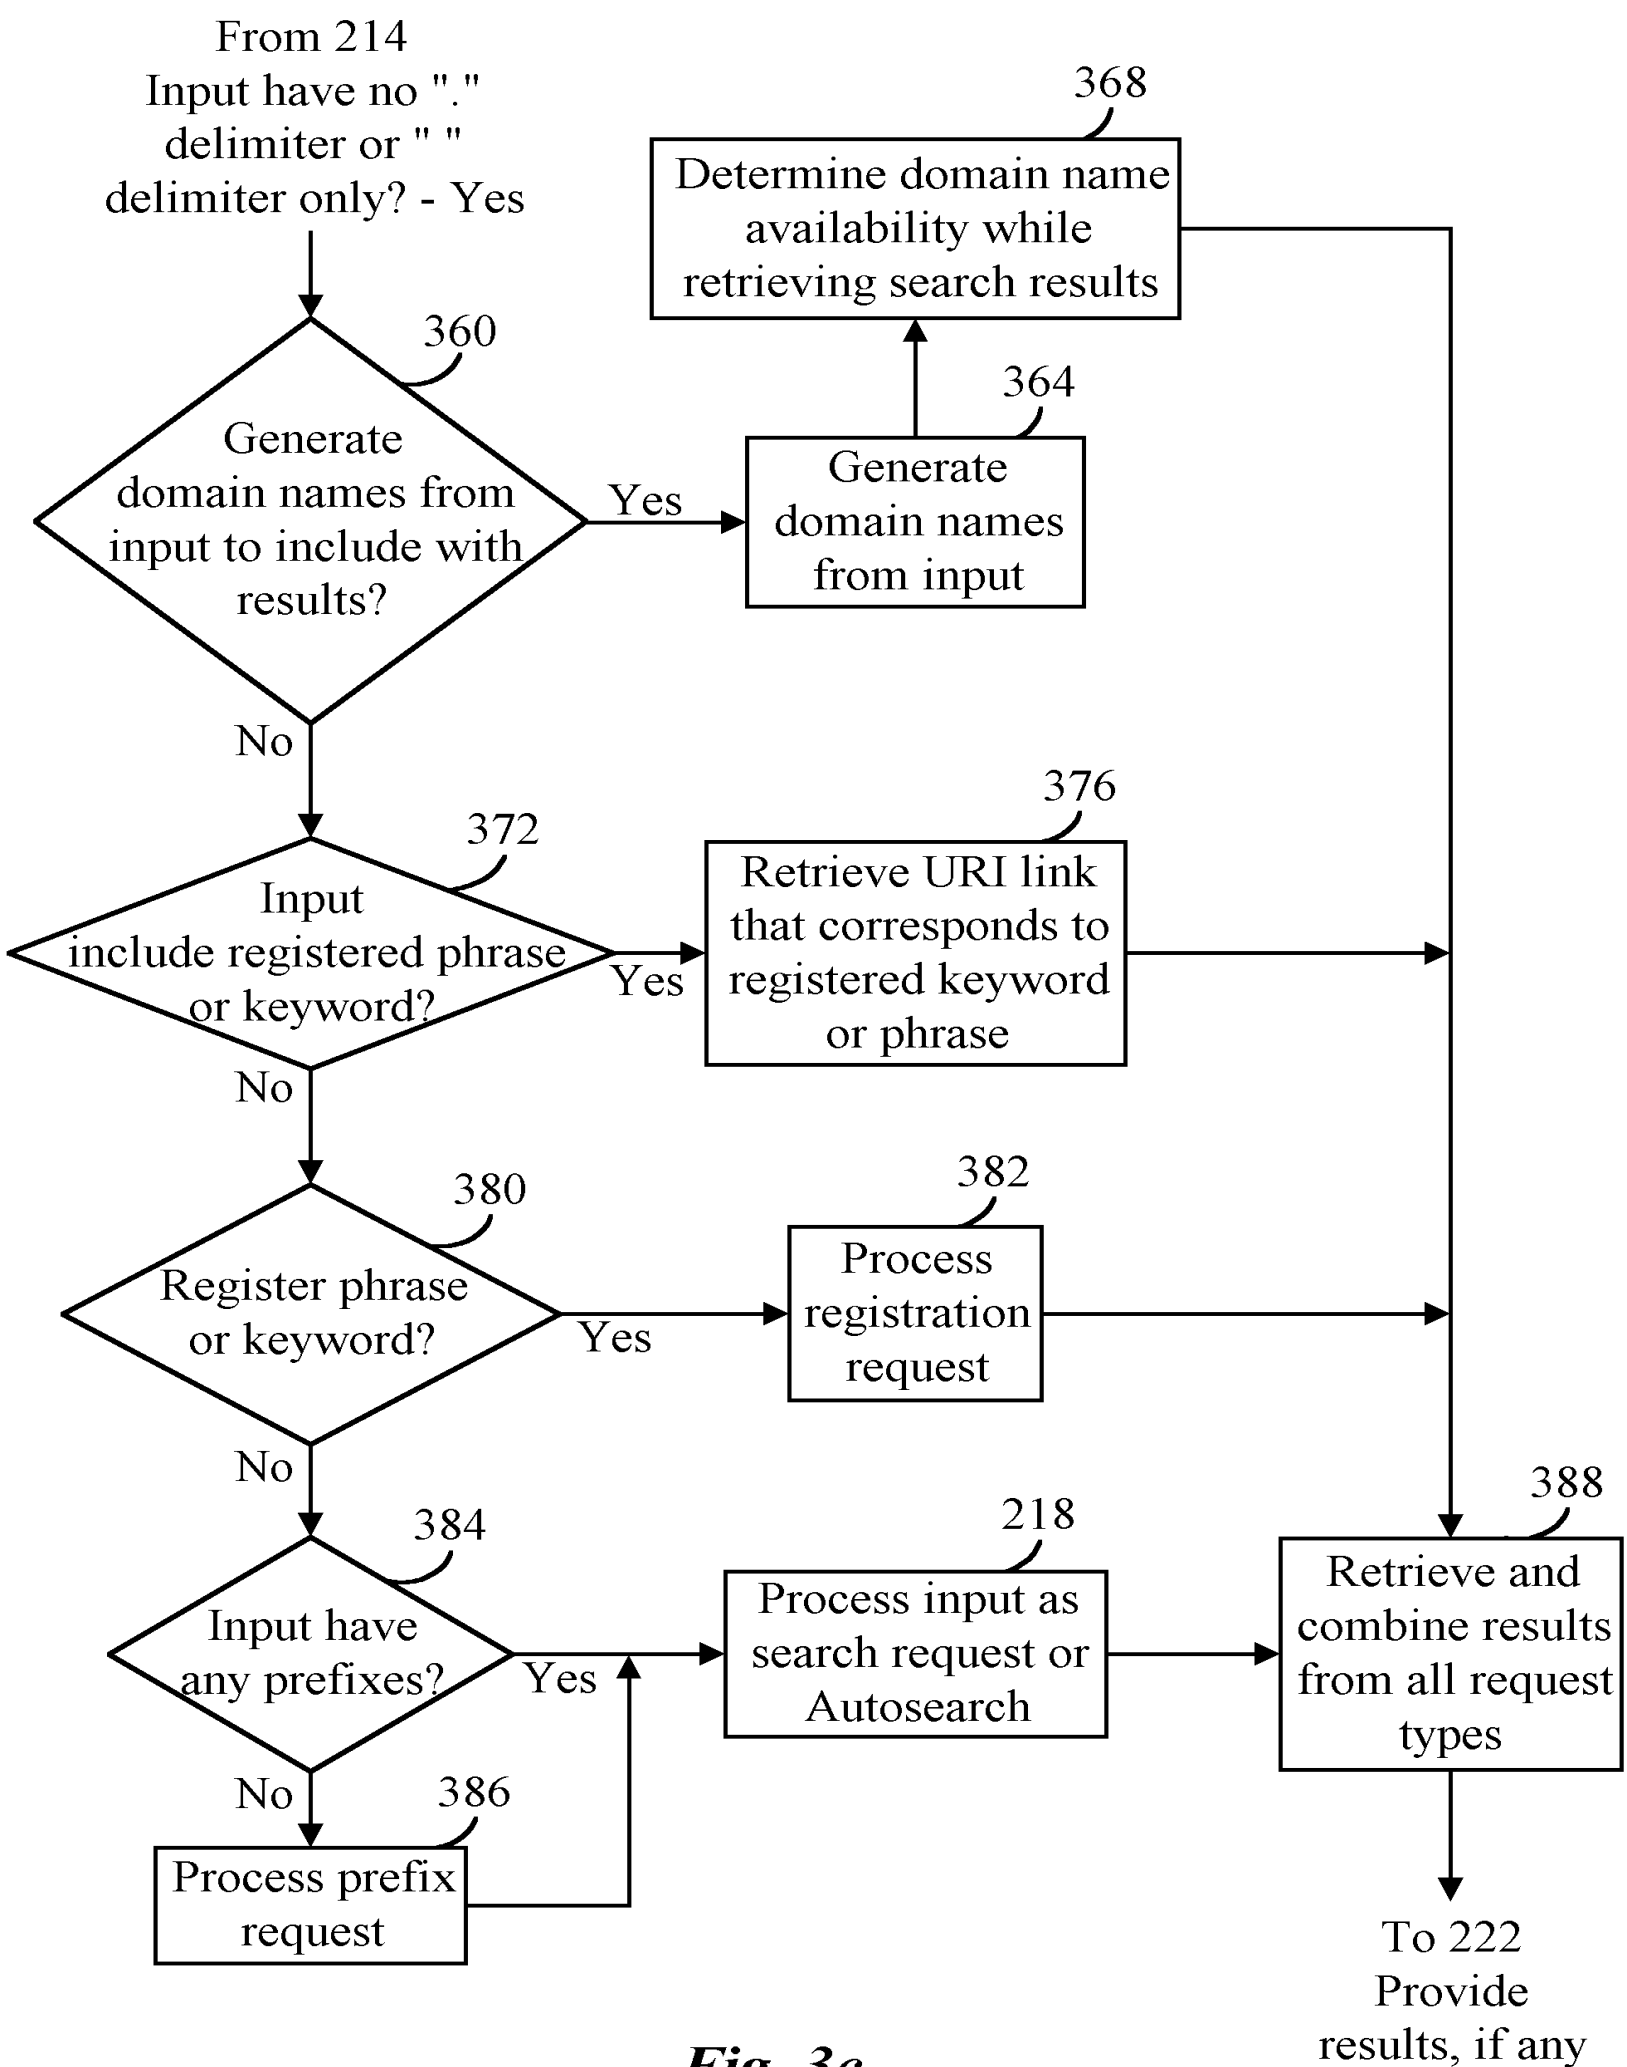 From 214
Input have no "."
delimiter or " "
delimiter only? - Yes
368
Determine domain name
availability while
retrieving search results
360
Generate
domain names from
input to include with
results?
Yes
364
Generate
domain names
from input
No
372
Input
include registered phrase
or keyword?
Yes
376
Retrieve URI link
that corresponds to
registered keyword
or phrase
No
380
Register phrase
or keyword?
Yes
382
Process
registration
request
No
384
Input have
any prefixes?
Yes
218
Process input as
search request or
Autosearch
388
Retrieve and
combine results
from all request
types
No
386
Process prefix
request
To 222
Provide
results, if any
Fig. 3c